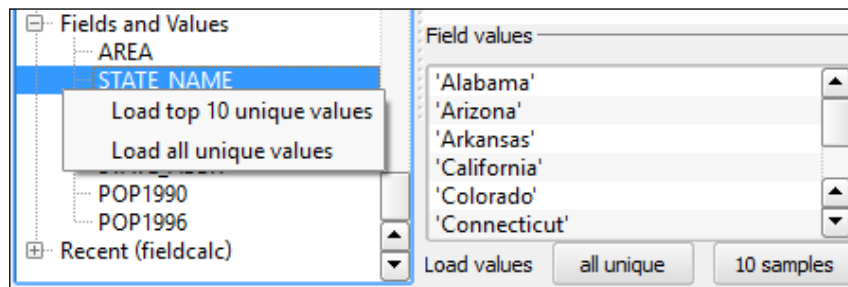 Fields and Values
AREA
STATE_NAME
Load top 10 unique values
Load all unique values
POP1990
POP1996
Recent (fieldcalc)
Field values
'Alabama'
'Arizona'
'Arkansas'
'California'
'Colorado'
'Connecticut'
Load values all unique 10 samples